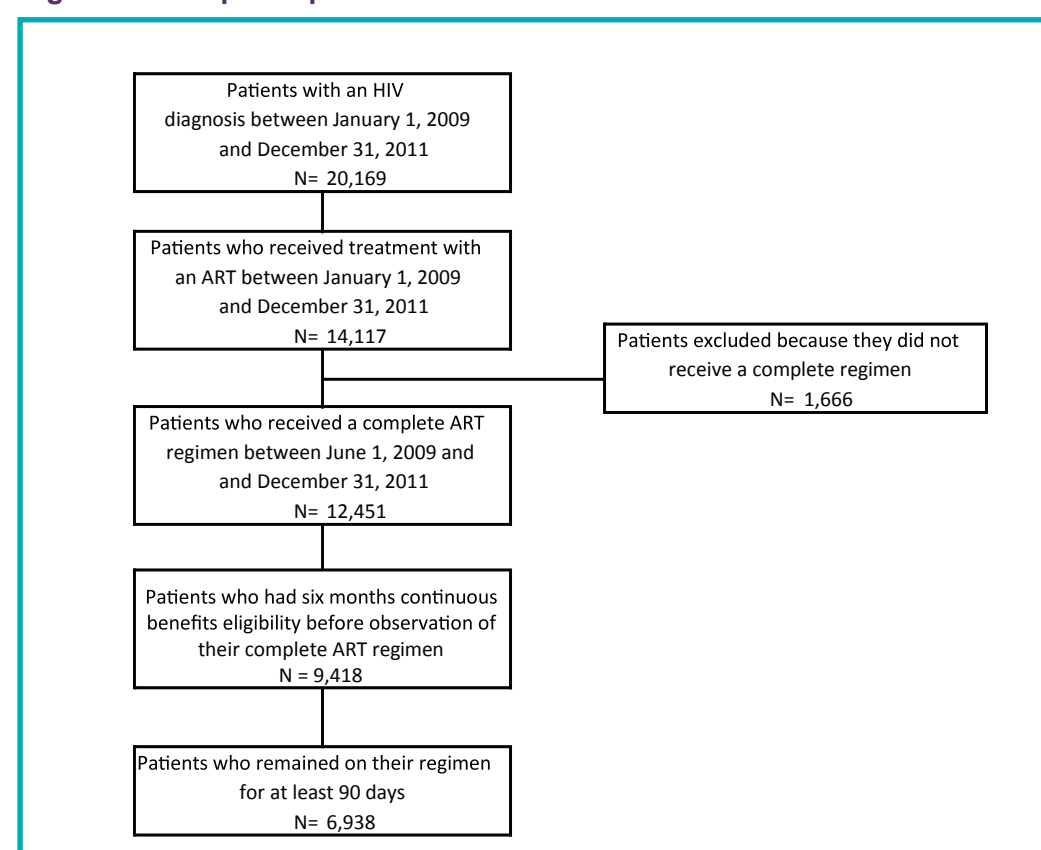 Patients with an HIV
diagnosis between January 1, 2009
and December 31, 2011
N= 20,169
Patients who received treatment with
an ART between January 1, 2009
and December 31, 2011
N= 14,117
Patients excluded because they did not
receive a complete regimen
N= 1,666
Patients who received a complete ART
regimen between June 1, 2009 and
and December 31, 2011
N= 12,451
Patients who had six months continuous
benefits eligibility before observation of
their complete ART regimen
N = 9,418
Patients who remained on their regimen
for at least 90 days
N= 6,938